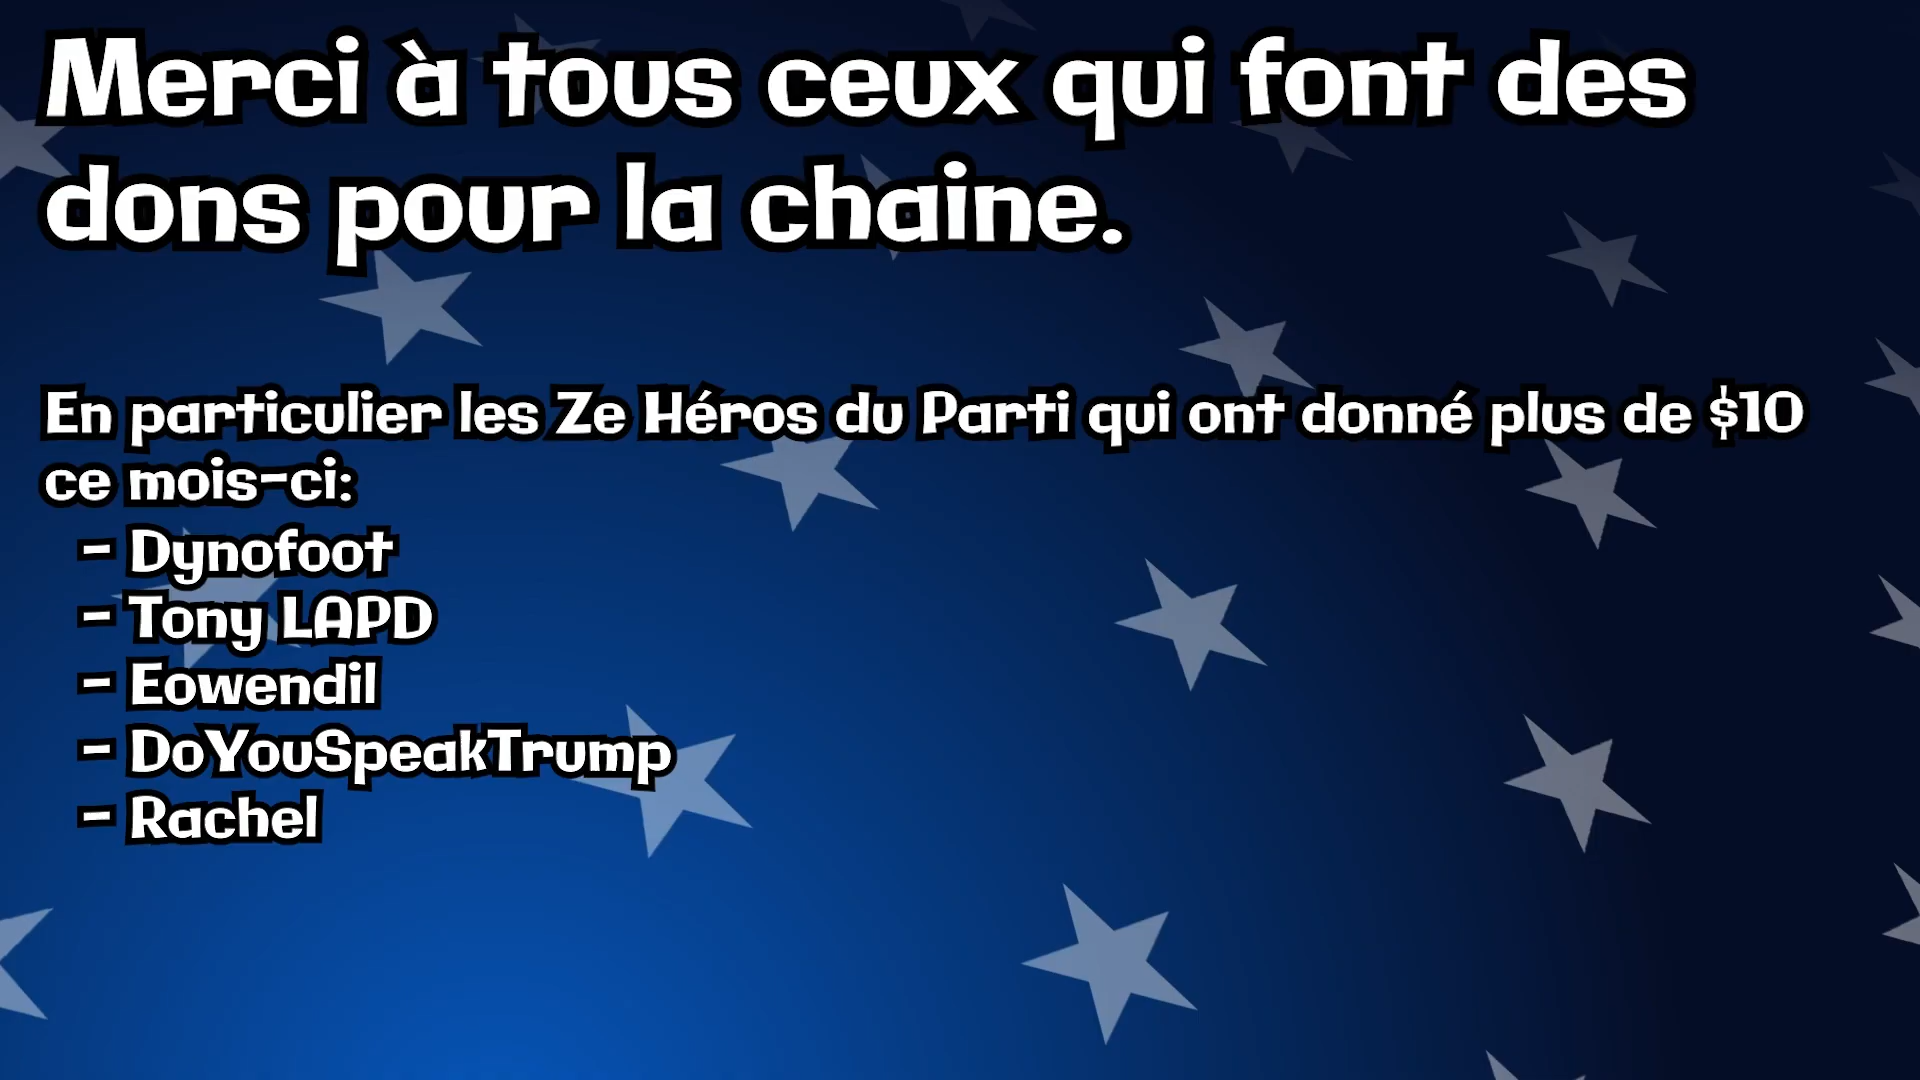 Merci à tous ceux qui font des
dons pour la chaine.
En particulier les Ze Héros du Parti qui ont donné plus de $10
ce mois-ci:
- Dynofoot
- Tony LAPD
- Eowendil
- DoYouSpeakTrump
- Rachel